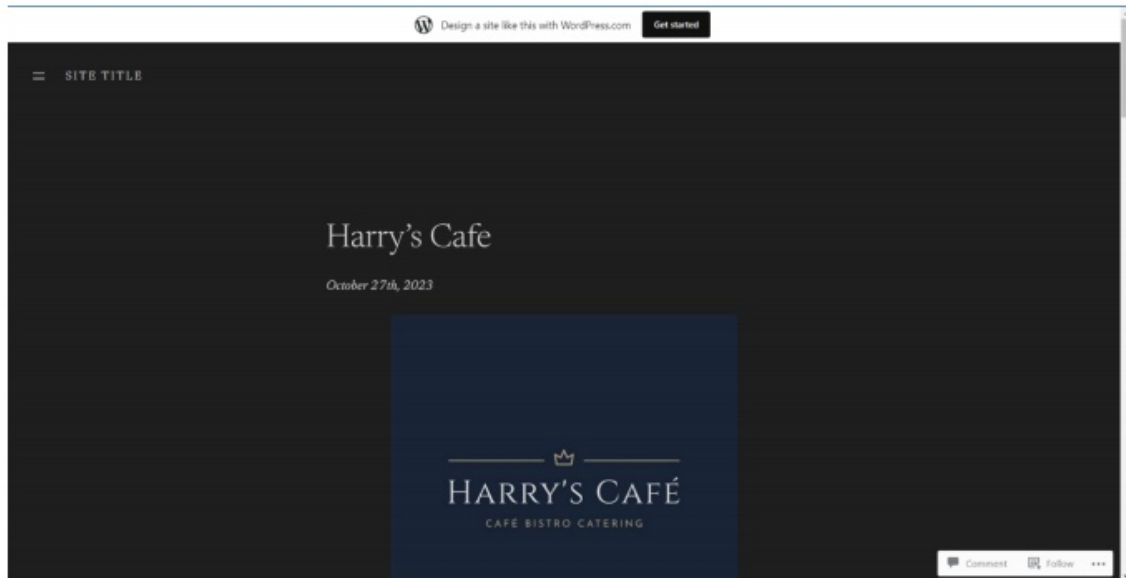 Design a site like this with WordPress.com Get started
SITE TITLE
Harry's Cafe
October 27th, 2023
HARRY'S CAFÉ
CAFÉ BISTRO CATERING
Comment Follow